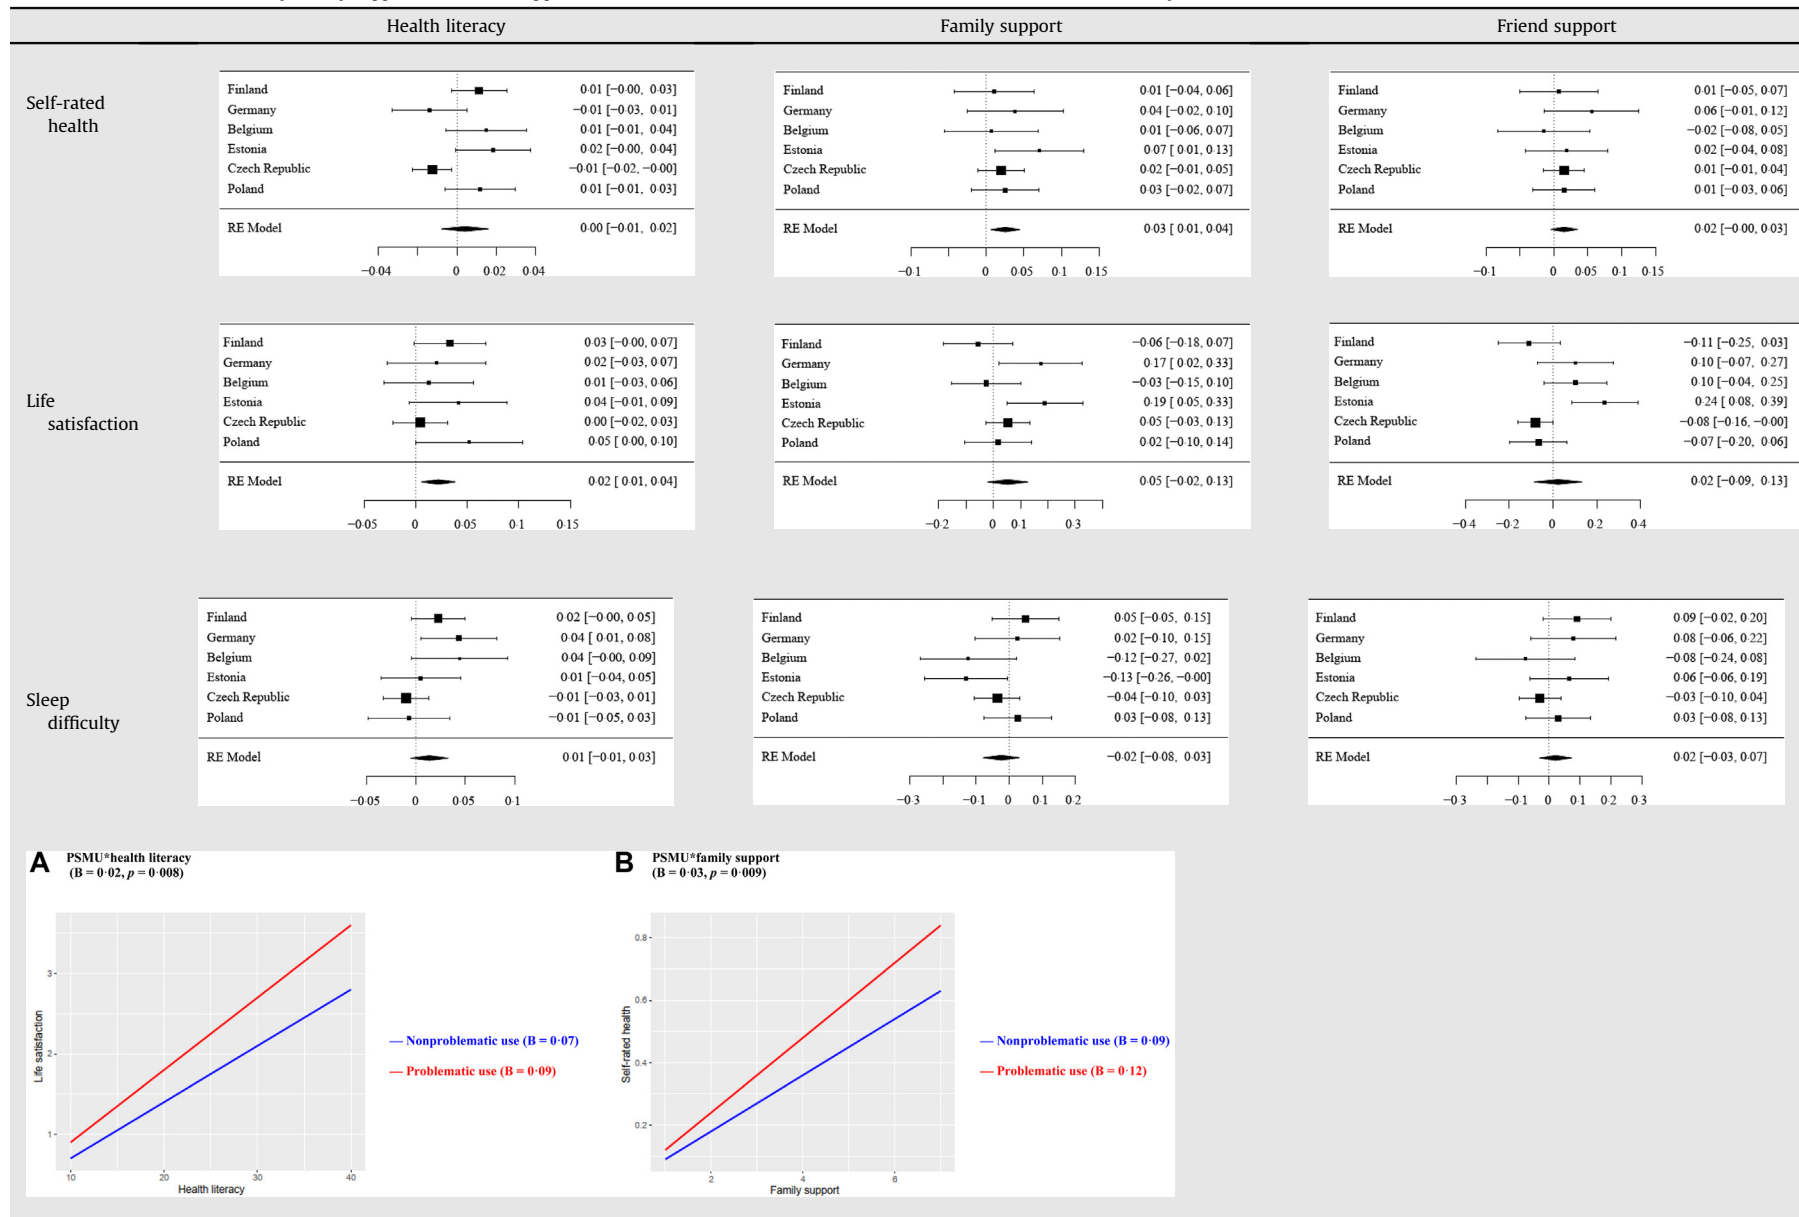 Health literacy Family support Friend support
Self-rated
health
Finland 0·01 [−0·00, 0·03]
Germany −0·01 [−0·03, 0·01]
Belgium 0·01 [−0·01, 0·04]
Estonia 0·02 [−0·00, 0·04]
Czech Republic −0·01 [−0·02, −0·00]
Poland 0·01 [−0·01, 0·03]
RE Model 0·00 [−0·01, 0·02]
−0·04 0 0·02 0·04
Finland 0·01 [−0·04, 0·06]
Germany 0·04 [−0·02, 0·10]
Belgium 0·01 [−0·06, 0·07]
Estonia 0·07 [ 0·01, 0·13]
Czech Republic 0·02 [−0·01, 0·05]
Poland 0·03 [−0·02, 0·07]
RE Model 0·03 [ 0·01, 0·04]
−0·1 0 0·05 0·1 0·15
Finland 0·01 [−0·05, 0·07]
Germany 0·06 [−0·01, 0·12]
Belgium −0·02 [−0·08, 0·05]
Estonia 0·02 [−0·04, 0·08]
Czech Republic 0·01 [−0·01, 0·04]
Poland 0·01 [−0·03, 0·06]
RE Model 0·02 [−0·00, 0·03]
−0·1 0 0·05 0·1 0·15
Life
satisfaction
Finland 0·03 [−0·00, 0·07]
Germany 0·02 [−0·03, 0·07]
Belgium 0·01 [−0·03, 0·06]
Estonia 0·04 [−0·01, 0·09]
Czech Republic 0·00 [−0·02, 0·03]
Poland 0·05 [ 0·00, 0·10]
RE Model 0·02 [ 0·01, 0·04]
−0·05 0 0·05 0·1 0·15
Finland −0·06 [−0·18, 0·07]
Germany 0·17 [ 0·02, 0·33]
Belgium −0·03 [−0·15, 0·10]
Estonia 0·19 [ 0·05, 0·33]
Czech Republic 0·05 [−0·03, 0·13]
Poland 0·02 [−0·10, 0·14]
RE Model 0·05 [−0·02, 0·13]
−0·2 0 0·1 0·3
Finland −0·11 [−0·25, 0·03]
Germany 0·10 [−0·07, 0·27]
Belgium 0·10 [−0·04, 0·25]
Estonia 0·24 [ 0·08, 0·39]
Czech Republic −0·08 [−0·16, −0·00]
Poland −0·07 [−0·20, 0·06]
RE Model 0·02 [−0·09, 0·13]
−0·4 −0·2 0 0·2 0·4
Sleep
difficulty
Finland 0·02 [−0·00, 0·05]
Germany 0·04 [ 0·01, 0·08]
Belgium 0·04 [−0·00, 0·09]
Estonia 0·01 [−0·04, 0·05]
Czech Republic −0·01 [−0·03, 0·01]
Poland −0·01 [−0·05, 0·03]
RE Model 0·01 [−0·01, 0·03]
−0·05 0 0·05 0·1
Finland 0·05 [−0·05, 0·15]
Germany 0·02 [−0·10, 0·15]
Belgium −0·12 [−0·27, 0·02]
Estonia −0·13 [−0·26, −0·00]
Czech Republic −0·04 [−0·10, 0·03]
Poland 0·03 [−0·08, 0·13]
RE Model −0·02 [−0·08, 0·03]
−0·3 −0·1 0 0·1 0·2
Finland 0·09 [−0·02, 0·20]
Germany 0·08 [−0·06, 0·22]
Belgium −0·08 [−0·24, 0·08]
Estonia 0·06 [−0·06, 0·19]
Czech Republic −0·03 [−0·10, 0·04]
Poland 0·03 [−0·08, 0·13]
RE Model 0·02 [−0·03, 0·07]
−0·3 −0·1 0 0·1 0·2 0·3
A PSMU*health literacy
(B = 0·02, p = 0·008)
3
2
1
Life satisfaction
10 20 30 40
Health literacy
Nonproblematic use (B = 0·07)
Problematic use (B = 0·09)
B PSMU*family support
(B = 0·03, p = 0·009)
0.8
0.6
0.4
0.2
Self-rated health
2 4 6
Family support
Nonproblematic use (B = 0·09)
Problematic use (B = 0·12)